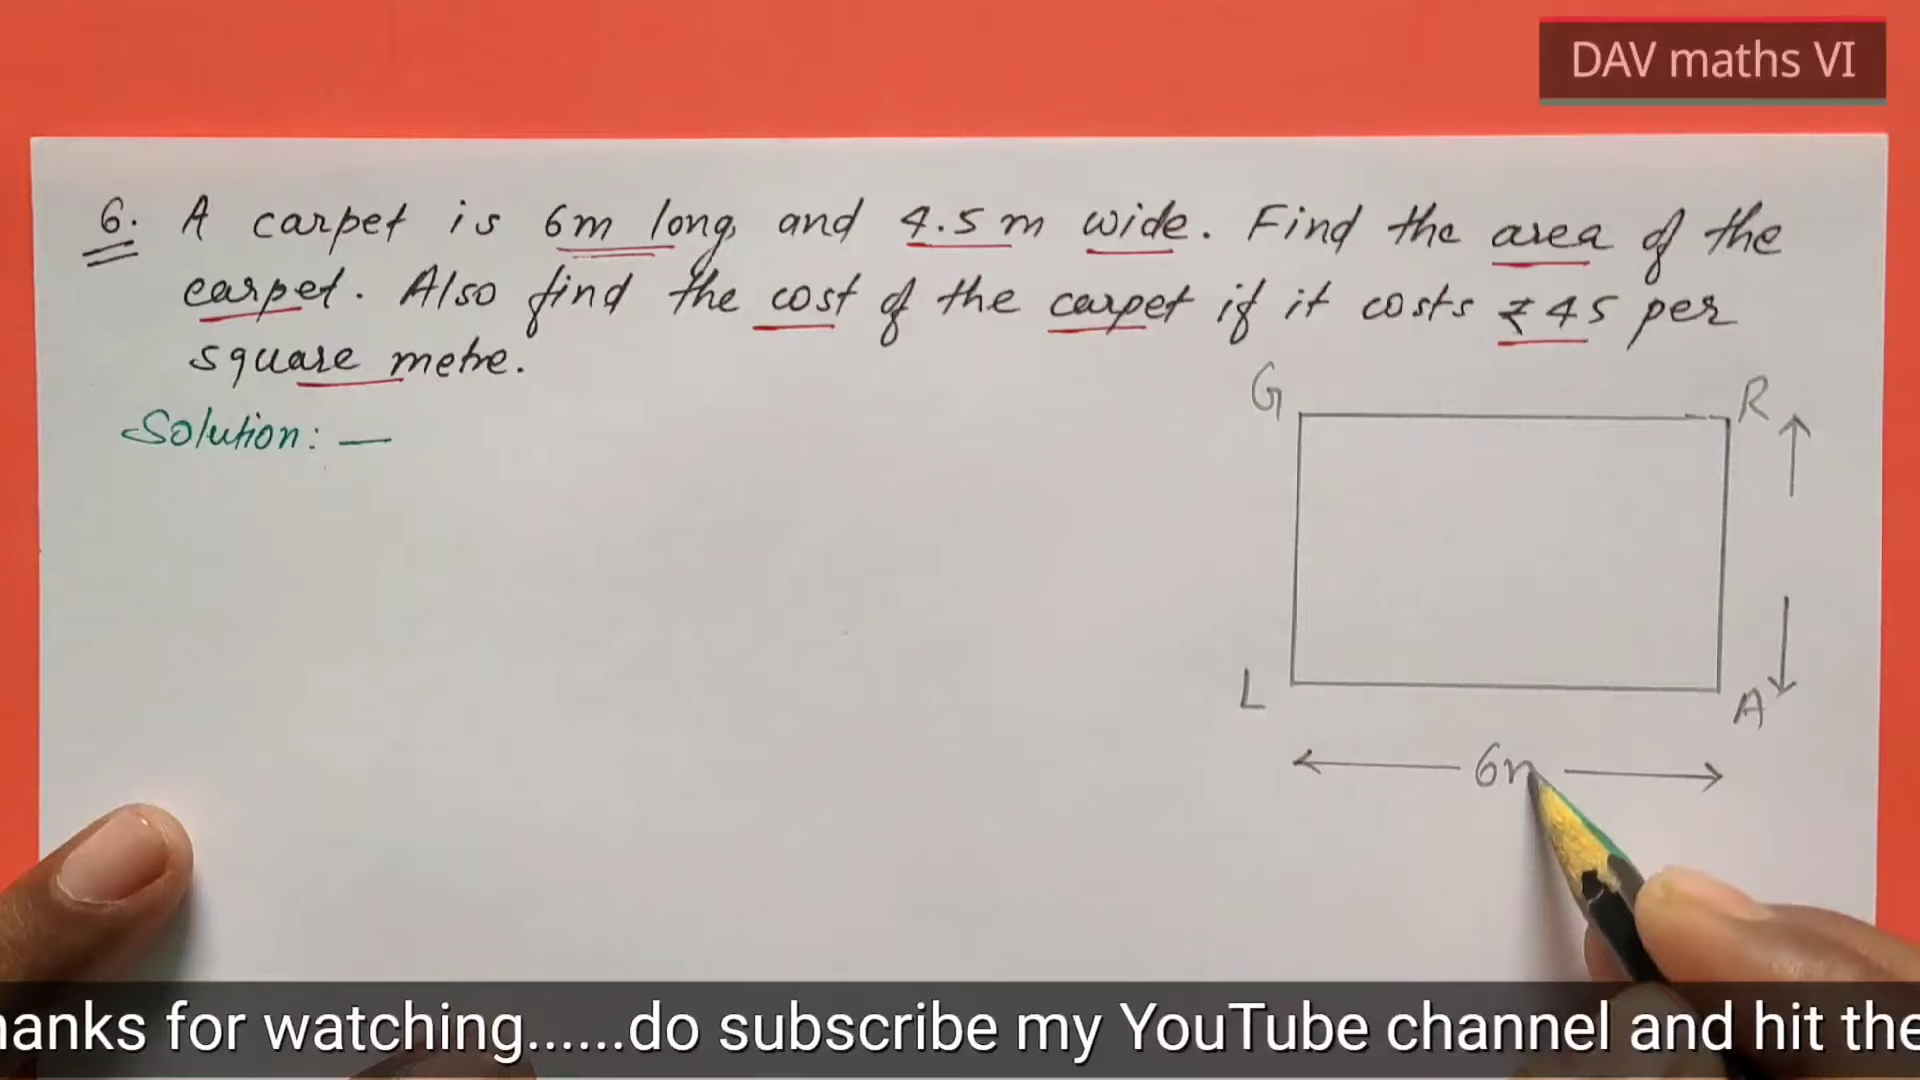 DAV maths VI
6. A carpet is 6m long and 4.5m wide. Find the area of the
carpet. Also find the cost of the carpet if it costs ₹45 per
square metre.
Solution:—
G
R
L
A
6m
hanks for watching......do subscribe my YouTube channel and hit the